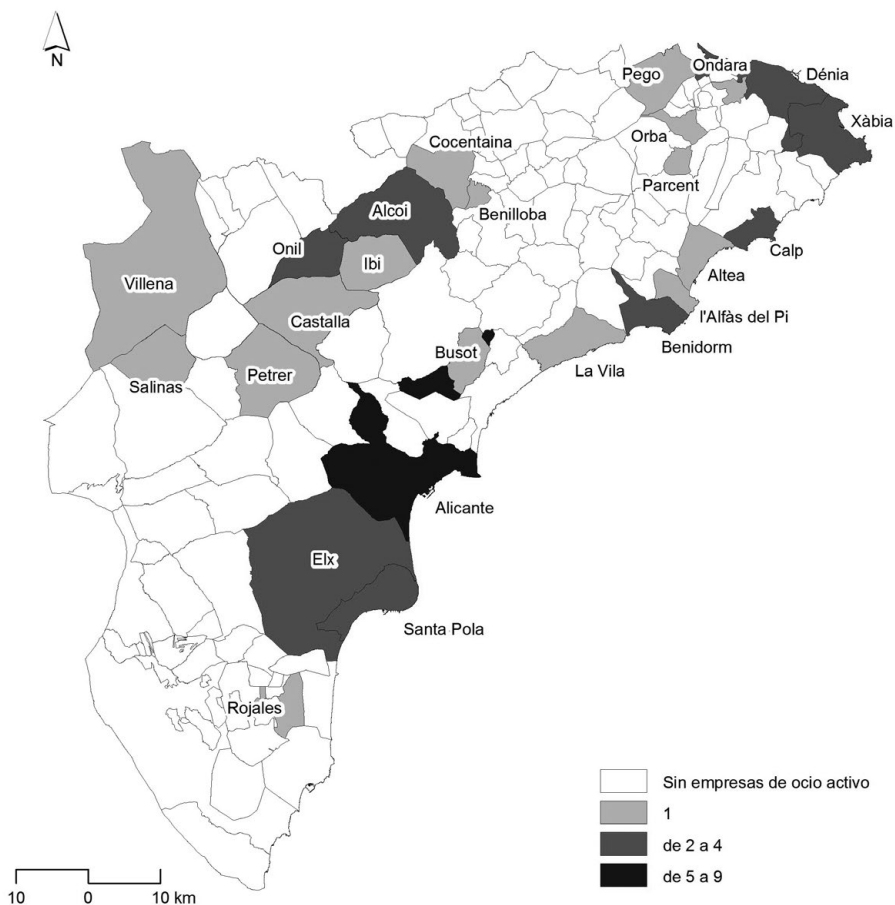 N
Pego
Ondara
Dénia
Xàbia
Orba
Cocentaina
Parcent
Alcoi
Benilloba
Onil
Ibi
Calp
Altea
Villena
l'Alfàs del Pi
Castalla
Benidorm
Busot
La Vila
Salinas
Petrer
Alicante
Elx
Santa Pola
Rojales
Sin empresas de ocio activo
1
de 2 a 4
de 5 a 9
10 0 10 km